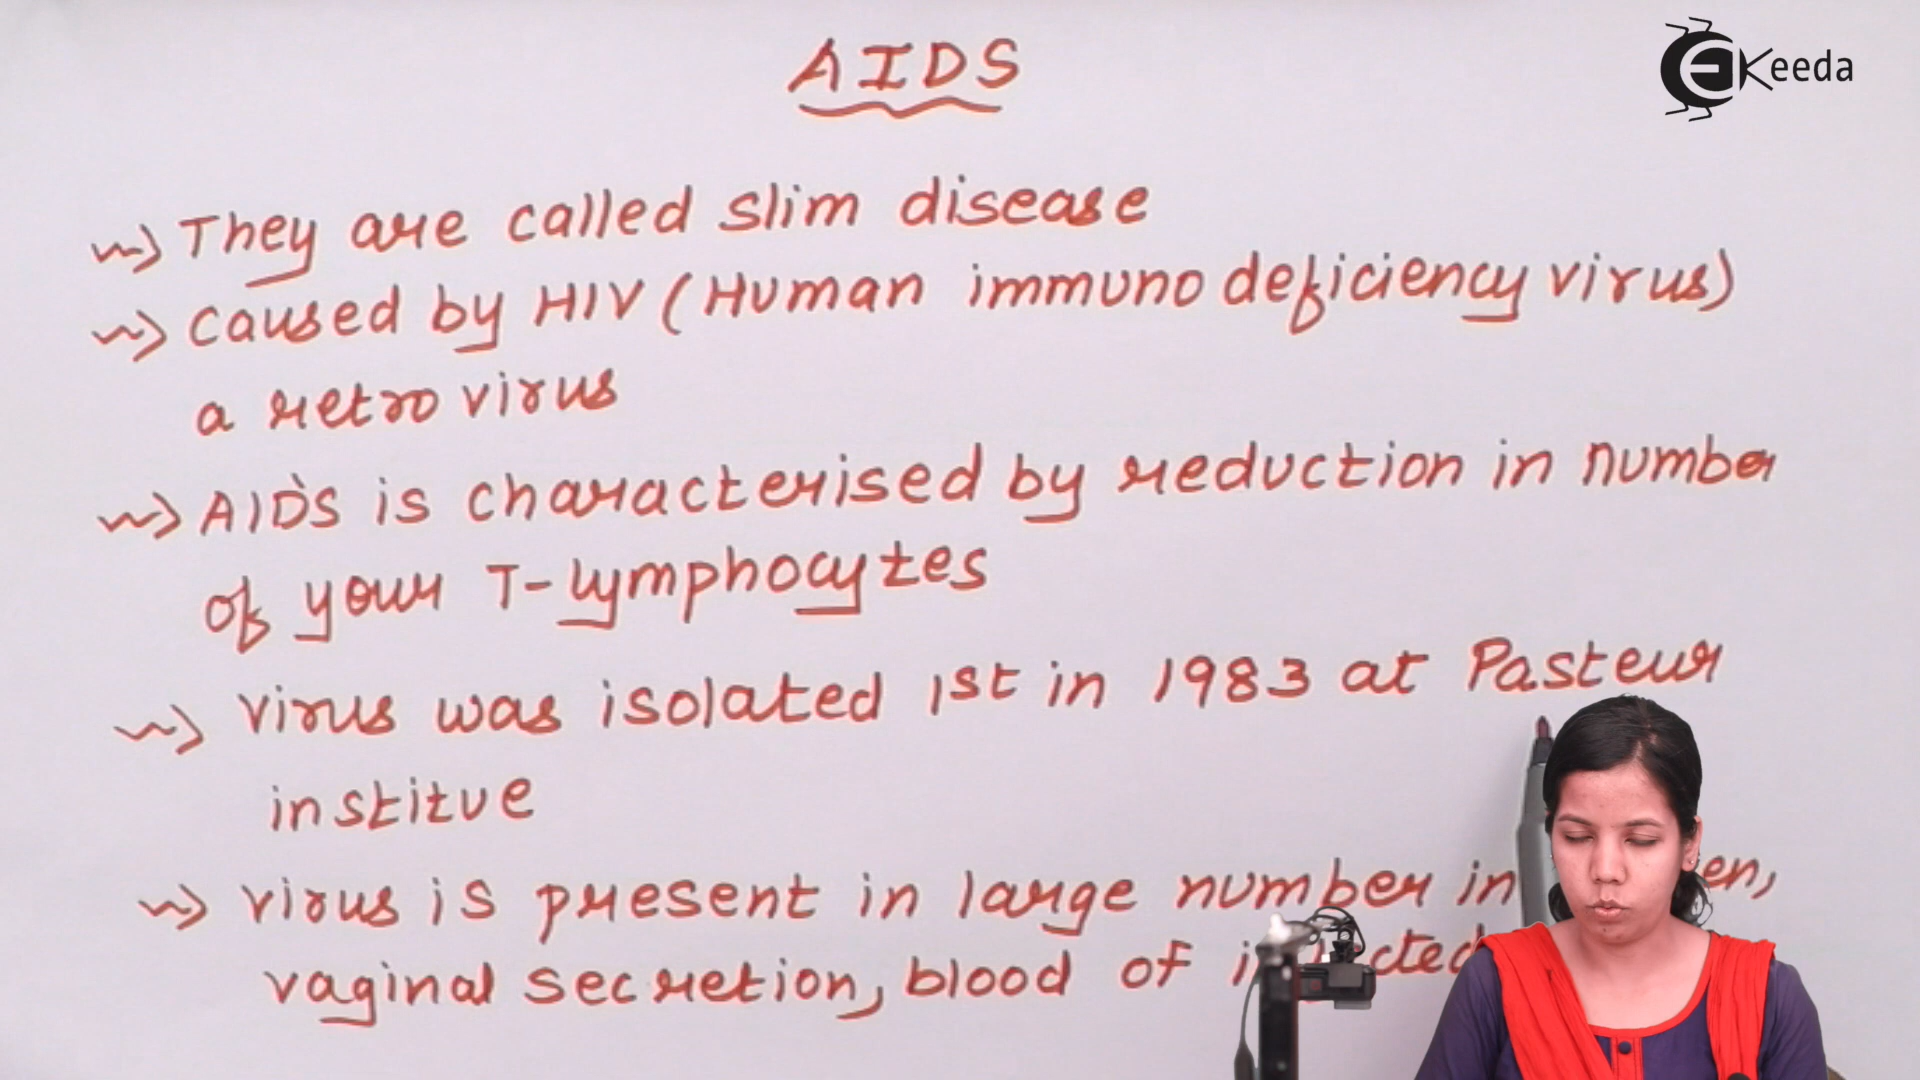 AIDS
EKeeda
They are called slim disease
caused by HIV (Human immuno deficiency virus)
a retro virus
AIDS is characterised by reduction in number
of your T-lymphocytes
Virus was isolated 1st in 1983 at Pasteur
institue
Virus is present in large number in
vaginal secretion, blood of